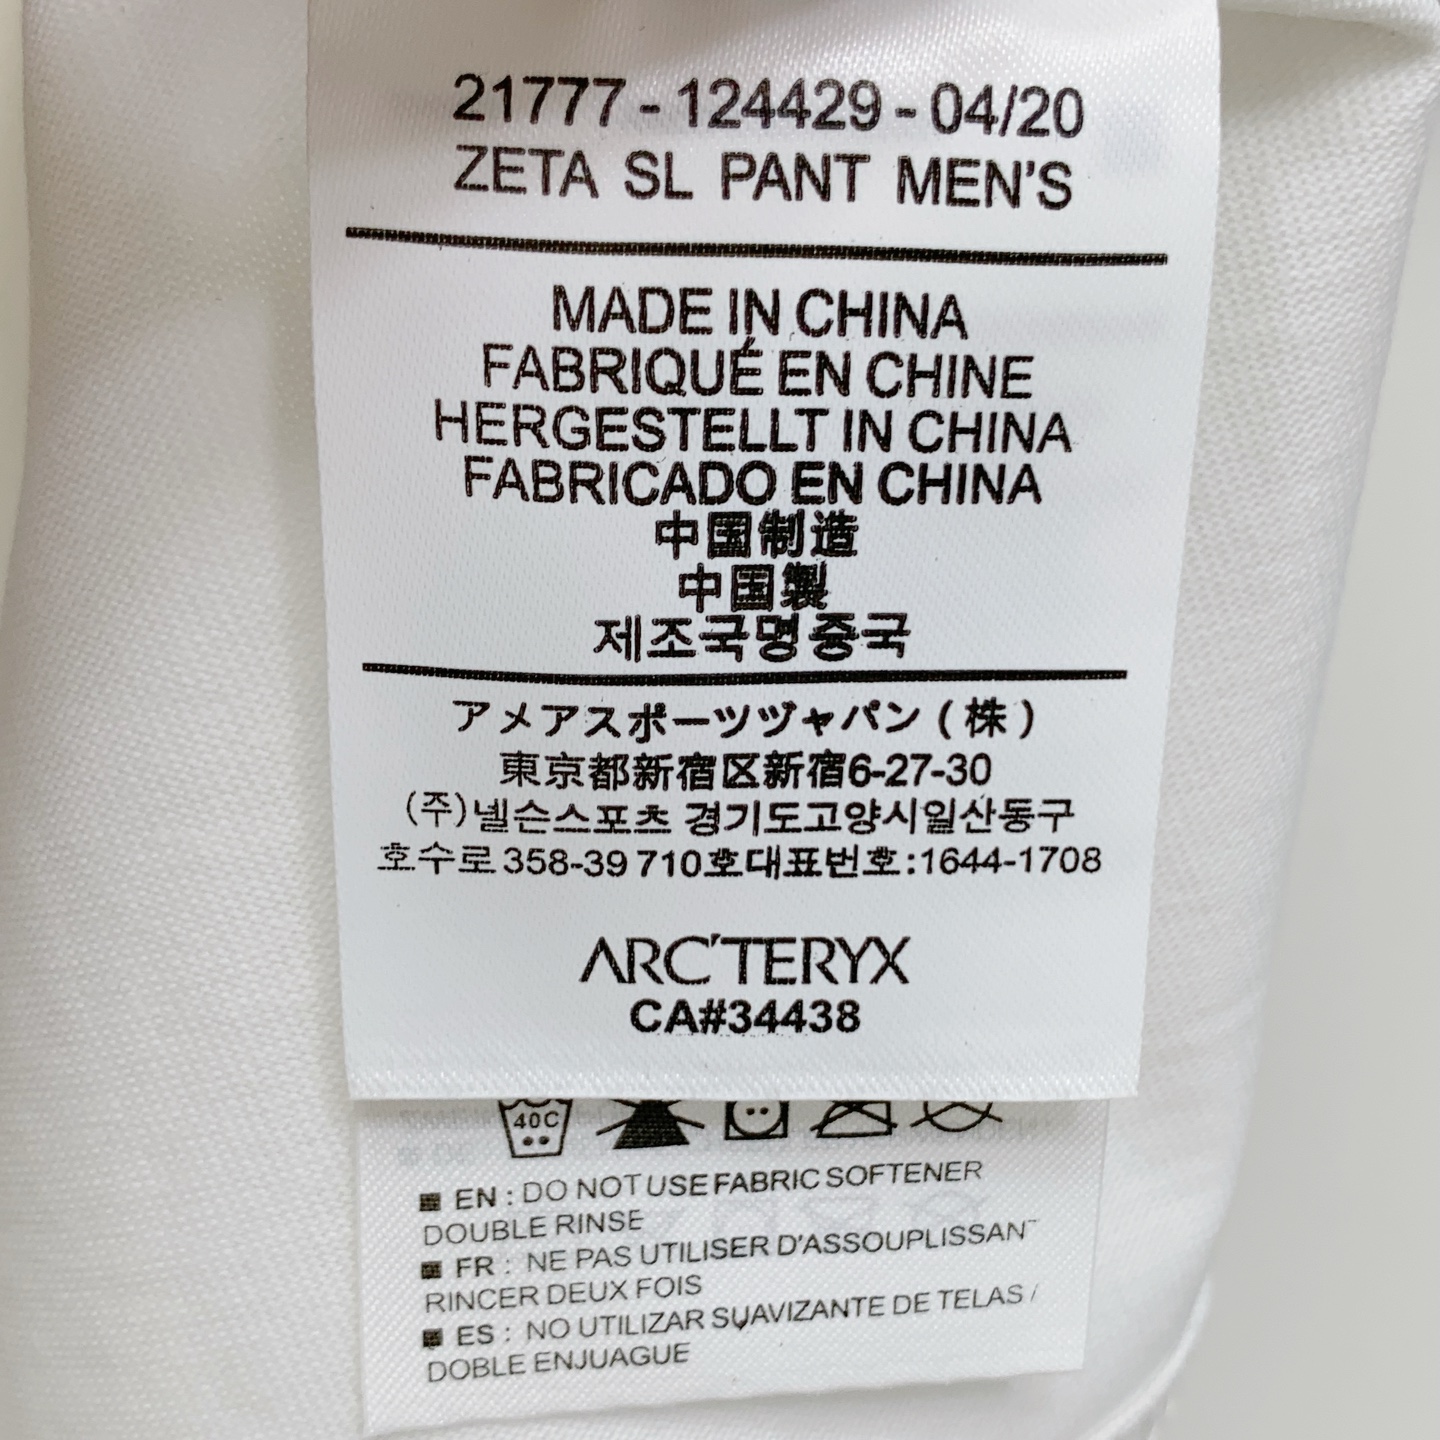 21777 - 124429 - 04/20
ZETA SL PANT MEN'S
MADE IN CHINA
FABRIQUÉ EN CHINE
HERGESTELLT IN CHINA
FABRICADO EN CHINA
中国制造
中国製
제조국명 중국
アメアスポーツヅャパン (株)
東京都新宿区新宿6-27-30
(주)넬슨스포츠 경기도고양시일산동구
호수로 358-39 710호대표번호:1644-1708
ARC'TERYX
CA#34438
40C
■ EN : DO NOT USE FABRIC SOFTENER
DOUBLE RINSE
■ FR : NE PAS UTILISER D'ASSOUPLISSANT
RINCER DEUX FOIS
■ ES : NO UTILIZAR SUAVIZANTE DE TELAS /
DOBLE ENJUAGUE